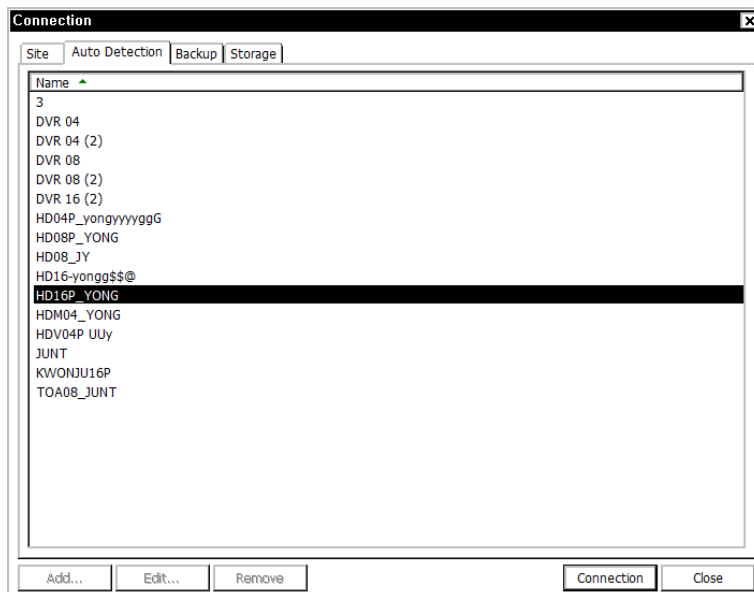 Connection
Site Auto Detection Backup Storage
Name
3
DVR 04
DVR 04 (2)
DVR 08
DVR 08 (2)
DVR 16 (2)
HD04P_yongyyyyggG
HD08P_YONG
HD08_JY
HD16-yongg$$@
HD16P_YONG
HDM04_YONG
HDV04P UUy
JUNT
KWONJU16P
TOA08_JUNT
Add... Edit... Remove Connection Close